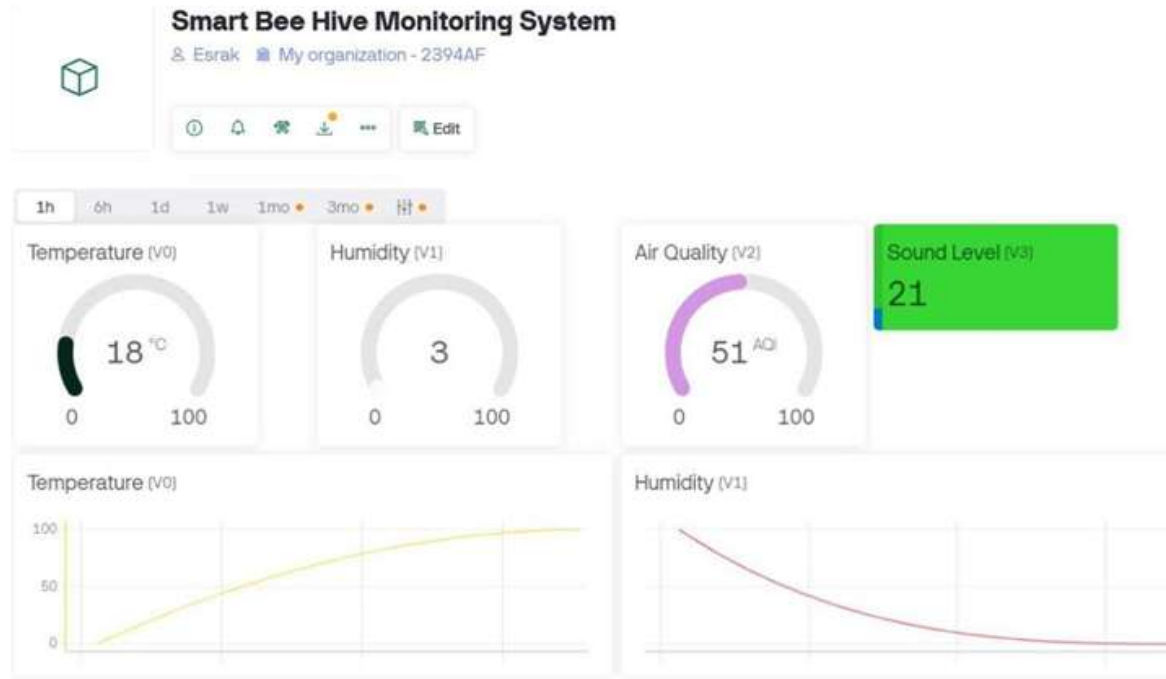 Smart Bee Hive Monitoring System
Esrak My organization - 2394AF
Edit
1h 6h 1d 1w 1mo 3mo
Temperature (V0)
18 °C
0 100
Humidity (V1)
3
0 100
Air Quality (V2)
51 AQI
0 100
Sound Level (V3)
21
Temperature (V0)
100
50
0
Humidity (V1)